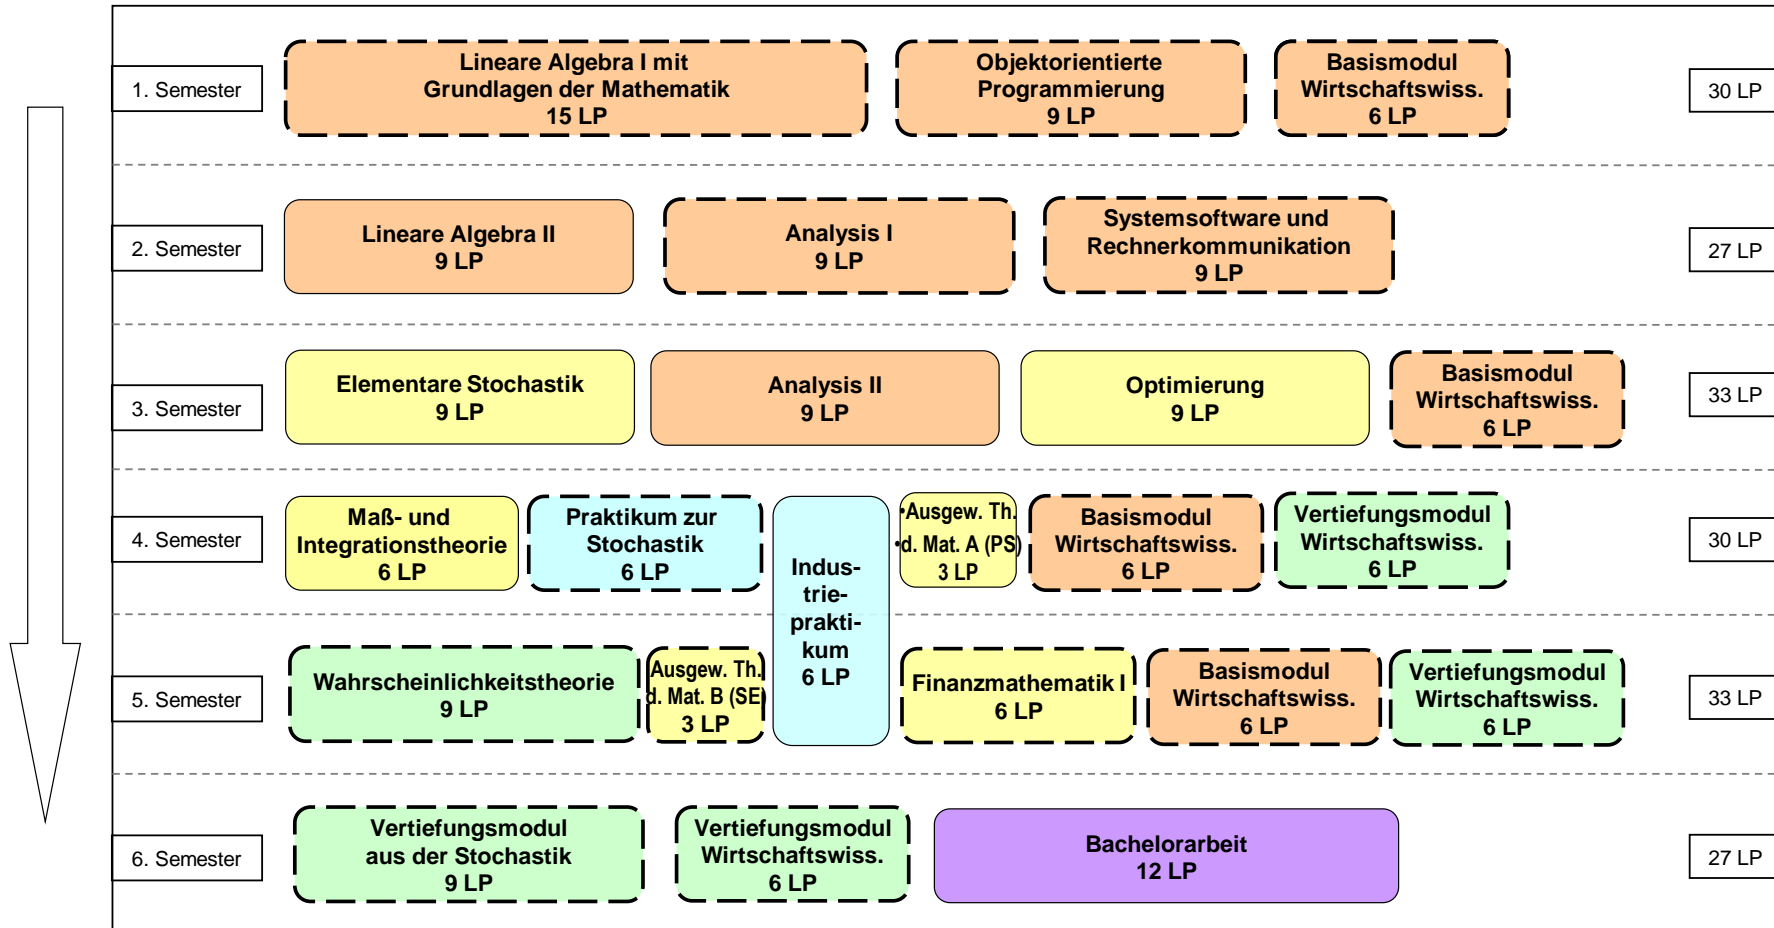 1. Semester
Lineare Algebra I mit
Grundlagen der Mathematik
15 LP
Objektorientierte
Programmierung
9 LP
Basismodul
Wirtschaftswiss.
6 LP
30 LP
2. Semester
Lineare Algebra II
9 LP
Analysis I
9 LP
Systemsoftware und
Rechnerkommunikation
9 LP
27 LP
3. Semester
Elementare Stochastik
9 LP
Analysis II
9 LP
Optimierung
9 LP
Basismodul
Wirtschaftswiss.
6 LP
33 LP
4. Semester
Maß- und
Integrationstheorie
6 LP
Praktikum zur
Stochastik
6 LP
Indus-
trie-
prakti-
kum
6 LP
•Ausgew. Th.
•d. Mat. A (PS)
3 LP
Basismodul
Wirtschaftswiss.
6 LP
Vertiefungsmodul
Wirtschaftswiss.
6 LP
30 LP
5. Semester
Wahrscheinlichkeitstheorie
9 LP
Ausgew. Th.
d. Mat. B (SE)
3 LP
Finanzmathematik I
6 LP
Basismodul
Wirtschaftswiss.
6 LP
Vertiefungsmodul
Wirtschaftswiss.
6 LP
33 LP
6. Semester
Vertiefungsmodul
aus der Stochastik
9 LP
Vertiefungsmodul
Wirtschaftswiss.
6 LP
Bachelorarbeit
12 LP
27 LP